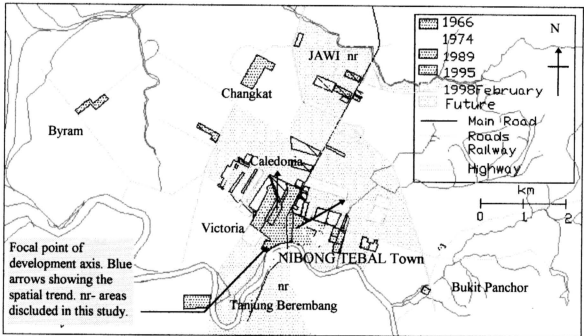 1966
1974
1989
1995
1998February
Future
Main Road
Roads
Railway
Highway
N
km
0 1 2
JAWI nr
Changkat
Byram
Caledonia
Victoria
NIBONG TEBAL Town
Focal point of
development axis. Blue
arrows showing the
spatial trend. nr- areas
discluded in this study.
nr
Tanjung Berembang
Bukit Panchor